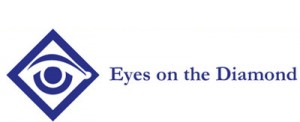 Eyes on the Diamond